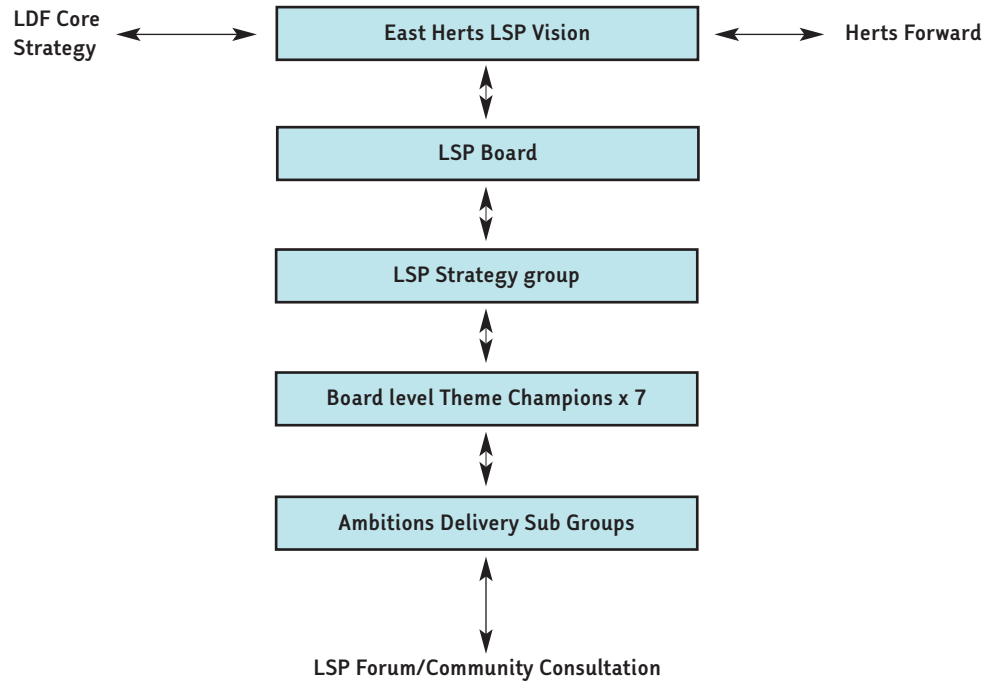 LDF Core
Strategy
East Herts LSP Vision
Herts Forward
LSP Board
LSP Strategy group
Board level Theme Champions x 7
Ambitions Delivery Sub Groups
LSP Forum/Community Consultation